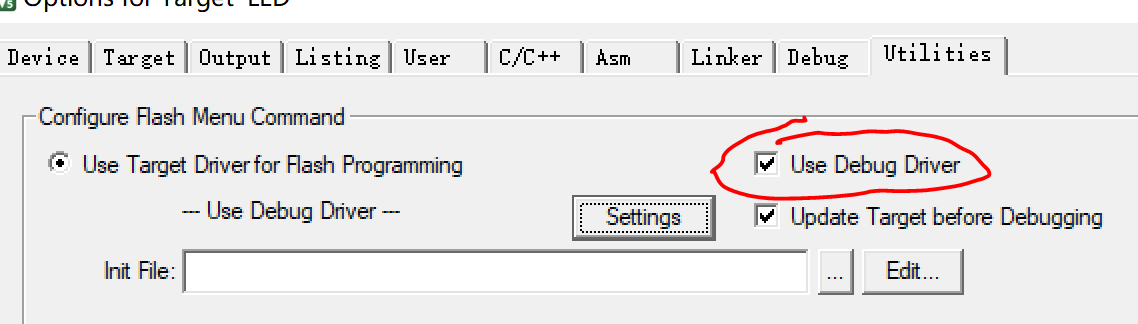 Options for Target 'LED'
Device Target Output Listing User C/C++ Asm Linker Debug Utilities
Configure Flash Menu Command
Use Target Driver for Flash Programming Use Debug Driver
--- Use Debug Driver --- Settings Update Target before Debugging
Init File: ... Edit...